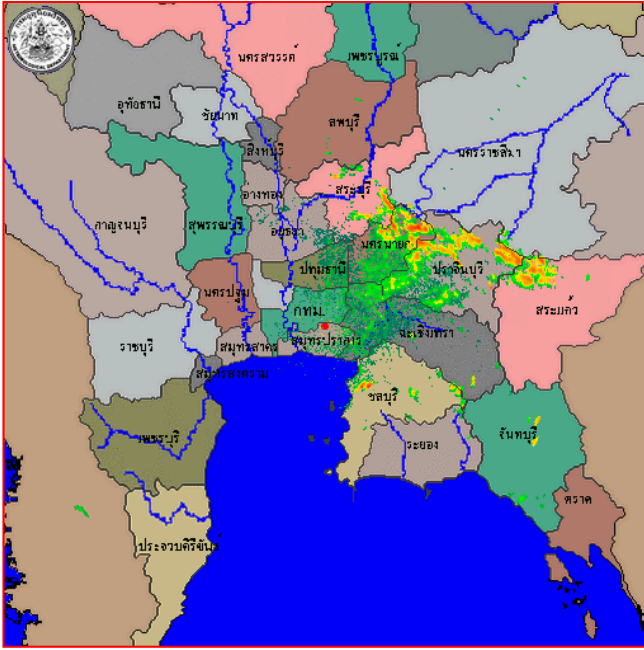 นครสวรรค์
เพชรบูรณ์
อุทัยธานี
ชัยนาท
ลพบุรี
สิงหบุรี
นครราชสีมา
อ่างทอง
สระบุรี
กาญจนบุรี
สุพรรณบุรี
อยุธยา
นครนายก
ปทุมธานี
ปราจีนบุรี
นครปฐม
กทม.
สระแก้ว
ราชบุรี
สมุทรสาคร
สมุทรปราการ
ฉะเชิงเทรา
สมุทรสงคราม
ชลบุรี
เพชรบุรี
ระยอง
จันทบุรี
ตราด
ประจวบคีรีขันธ์